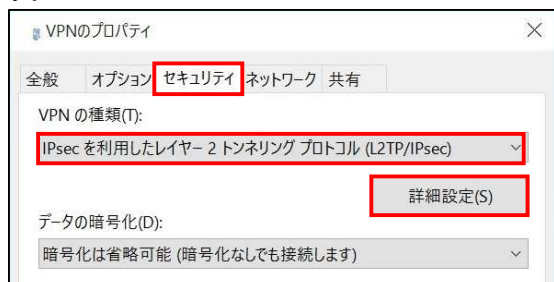 VPNのプロパティ
全般 オプション セキュリティ ネットワーク 共有
VPN の種類(T):
IPsec を利用したレイヤー 2 トンネリング プロトコル (L2TP/IPsec)
詳細設定(S)
データの暗号化(D):
暗号化は省略可能 (暗号化なしでも接続します)